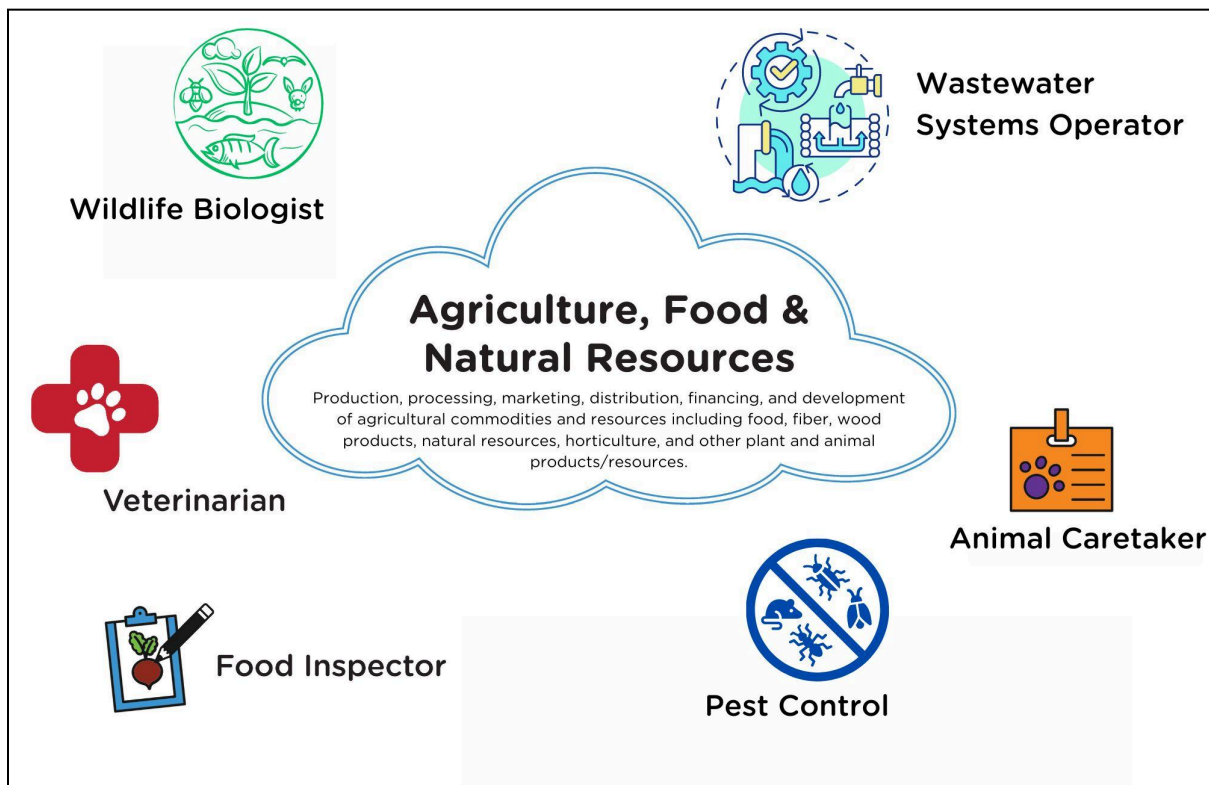 Wastewater
Systems Operator
Wildlife Biologist
Agriculture, Food &
Natural Resources
Production, processing, marketing, distribution, financing, and development
of agricultural commodities and resources including food, fiber, wood
products, natural resources, horticulture, and other plant and animal
products/resources.
Veterinarian
Animal Caretaker
Food Inspector
Pest Control